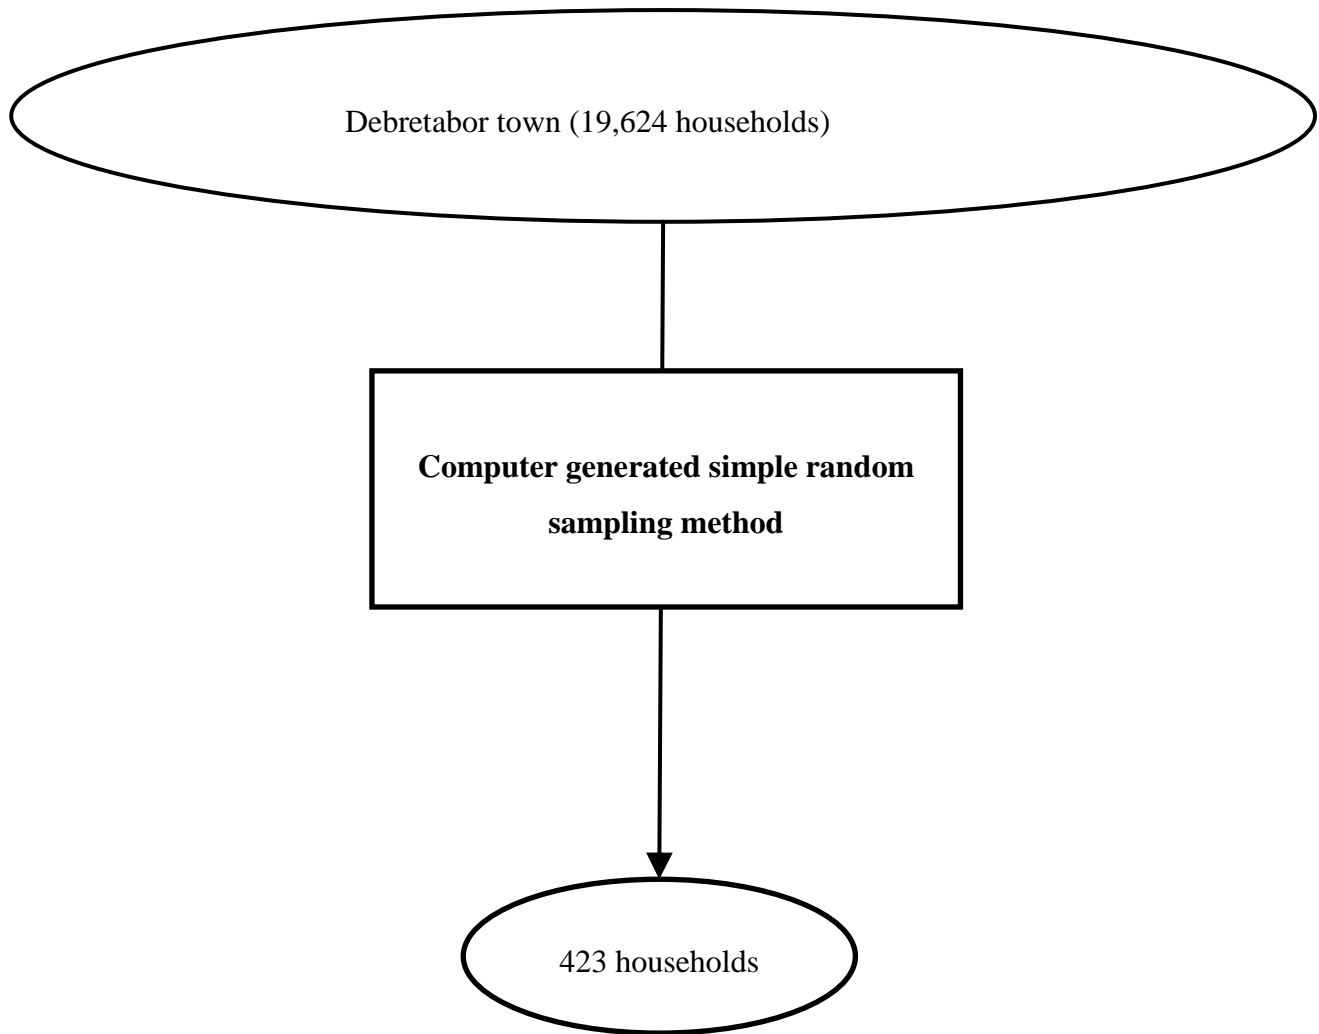 Debretabor town (19,624 households)
Computer generated simple random
sampling method
423 households